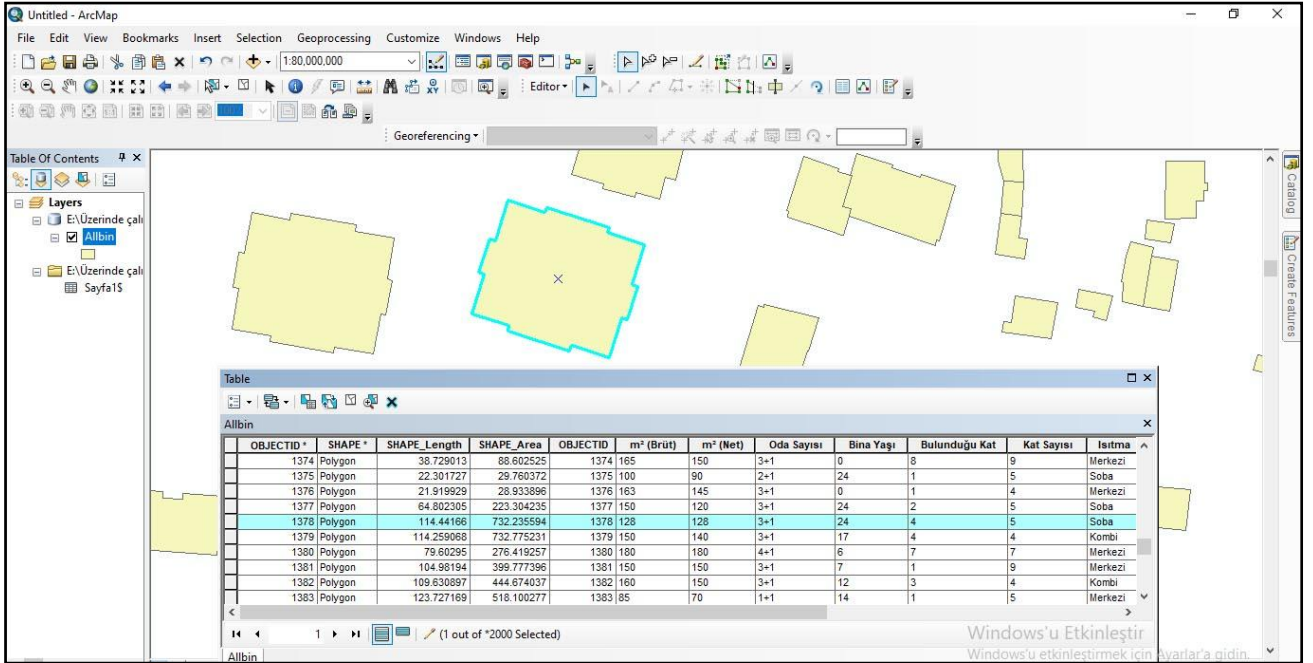 Untitled - ArcMap
File Edit View Bookmarks Insert Selection Geoprocessing Customize Windows Help
1:80,000,000
Editor
Georeferencing
Table Of Contents
Layers
E:\Üzerinde çalı
Allbin
E:\Üzerinde çalı
Sayfa1$
Catalog
Create Features
Table
Allbin
OBJECTID * SHAPE * SHAPE_Length SHAPE_Area OBJECTID m² (Brüt) m² (Net) Oda Sayısı Bina Yaşı Bulunduğu Kat Kat Sayısı Isıtma
1374 Polygon 38.729013 88.602525 1374 165 150 3+1 0 8 9 Merkezi
1375 Polygon 22.301727 29.760372 1375 100 90 2+1 24 1 5 Soba
1376 Polygon 21.919929 28.933896 1376 163 145 3+1 0 1 4 Merkezi
1377 Polygon 64.802305 223.304235 1377 150 120 3+1 24 2 5 Soba
1378 Polygon 114.44166 732.235594 1378 128 128 3+1 24 4 5 Soba
1379 Polygon 114.259068 732.775231 1379 150 140 3+1 17 4 4 Kombi
1380 Polygon 79.60295 276.419257 1380 180 180 4+1 6 7 7 Merkezi
1381 Polygon 104.98194 399.777396 1381 150 150 3+1 7 1 9 Merkezi
1382 Polygon 109.630897 444.674037 1382 160 150 3+1 12 3 4 Kombi
1383 Polygon 123.727169 518.100277 1383 85 70 1+1 14 1 5 Merkezi
1 (1 out of *2000 Selected)
Allbin
Windows'u Etkinleştir
Windows'u etkinleştirmek için Ayarlar'a gidin.